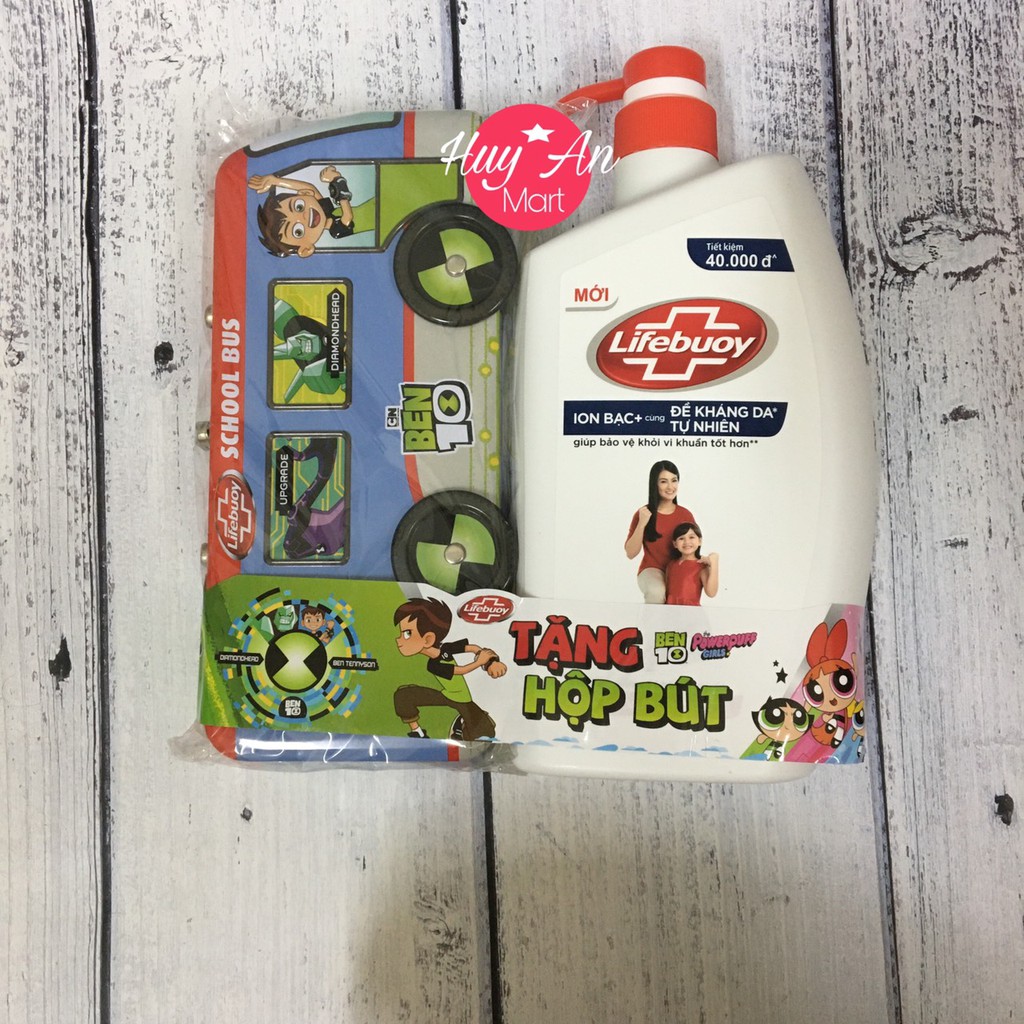 Huy An
Mart
Tiết kiệm
40.000 đ^
MỚI
Lifebuoy
ION BẠC+ cùng ĐỀ KHÁNG DA*
TỰ NHIÊN
giúp bảo vệ khỏi vi khuẩn tốt hơn**
Lifebuoy SCHOOL BUS
DIAMONDHEAD
UPGRADE
CN
BEN
10
DIAMONDHEAD
BEN TENNYSON
BEN
10
Lifebuoy
TẶNG
HỘP BÚT
BEN
10
The POWERPUFF
GIRLS